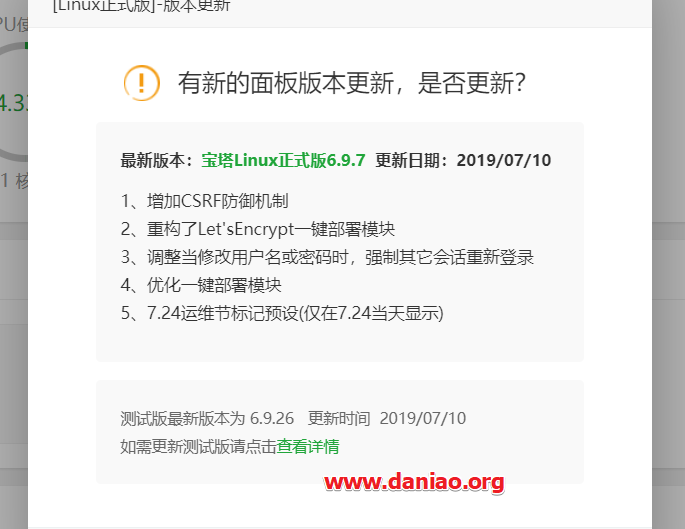 [Linux正式版]-版本更新
PU使
有新的面板版本更新，是否更新？
4.33
最新版本：宝塔Linux正式版6.9.7 更新日期：2019/07/10
1 核
1、增加CSRF防御机制
2、重构了Let'sEncrypt一键部署模块
3、调整当修改用户名或密码时，强制其它会话重新登录
4、优化一键部署模块
5、7.24运维节标记预设(仅在7.24当天显示)
测试版最新版本为 6.9.26 更新时间 2019/07/10
如需更新测试版请点击查看详情
www.daniao.org